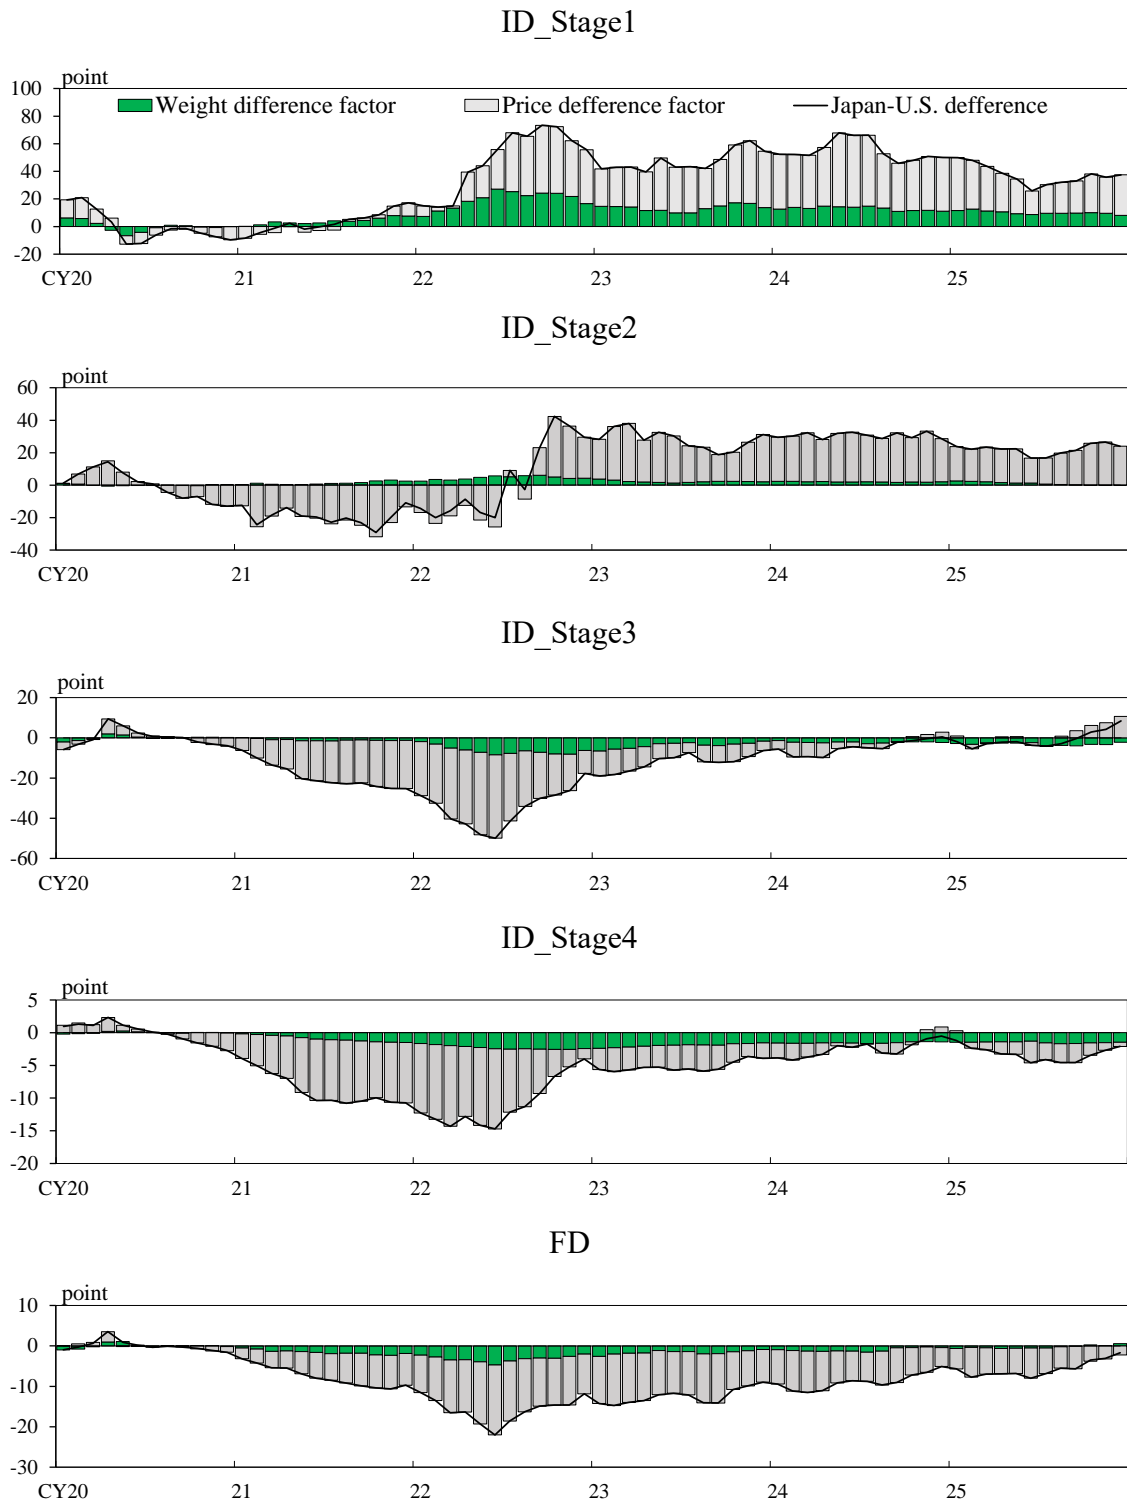 ID_Stage1
point
Weight difference factor Price defference factor Japan-U.S. defference
100
80
60
40
20
0
-20
CY20 21 22 23 24 25
ID_Stage2
point
60
40
20
0
-20
-40
CY20 21 22 23 24 25
ID_Stage3
point
20
0
-20
-40
-60
CY20 21 22 23 24 25
ID_Stage4
point
5
0
-5
-10
-15
-20
CY20 21 22 23 24 25
FD
point
10
0
-10
-20
-30
CY20 21 22 23 24 25